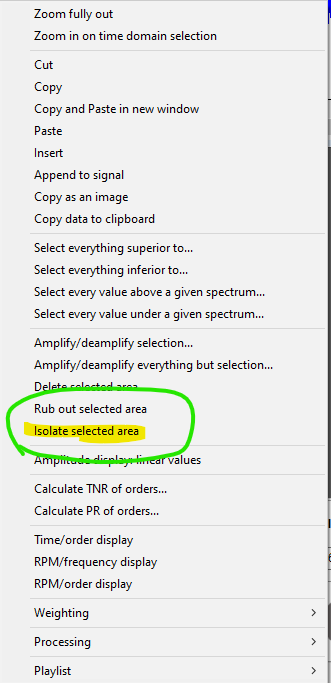 Zoom fully out
Zoom in on time domain selection
Cut
Copy
Copy and Paste in new window
Paste
Insert
Append to signal
Copy as an image
Copy data to clipboard
Select everything superior to...
Select everything inferior to...
Select every value above a given spectrum...
Select every value under a given spectrum...
Amplify/deamplify selection...
Amplify/deamplify everything but selection...
Delete selected area
Rub out selected area
Isolate selected area
Amplitude display: linear values
Calculate TNR of orders...
Calculate PR of orders...
Time/order display
RPM/frequency display
RPM/order display
Weighting
Processing
Playlist